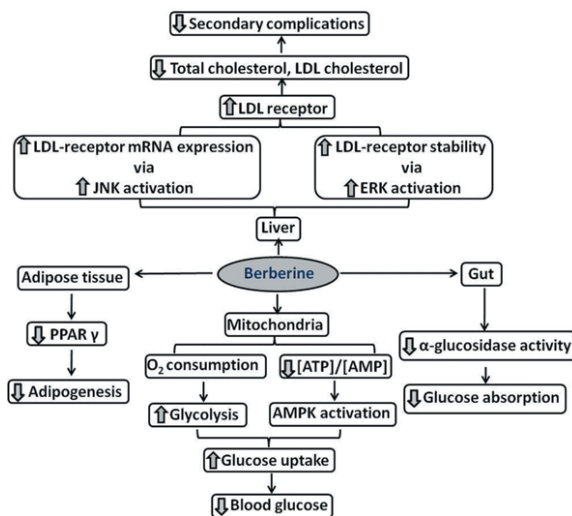 Secondary complications
Total cholesterol, LDL cholesterol
LDL receptor
LDL-receptor mRNA expression
via
JNK activation
LDL-receptor stability
via
ERK activation
Liver
Berberine
Adipose tissue
PPAR γ
Adipogenesis
Mitochondria
O₂ consumption
Glycolysis
[ATP]/[AMP]
AMPK activation
Glucose uptake
Blood glucose
Gut
α-glucosidase activity
Glucose absorption